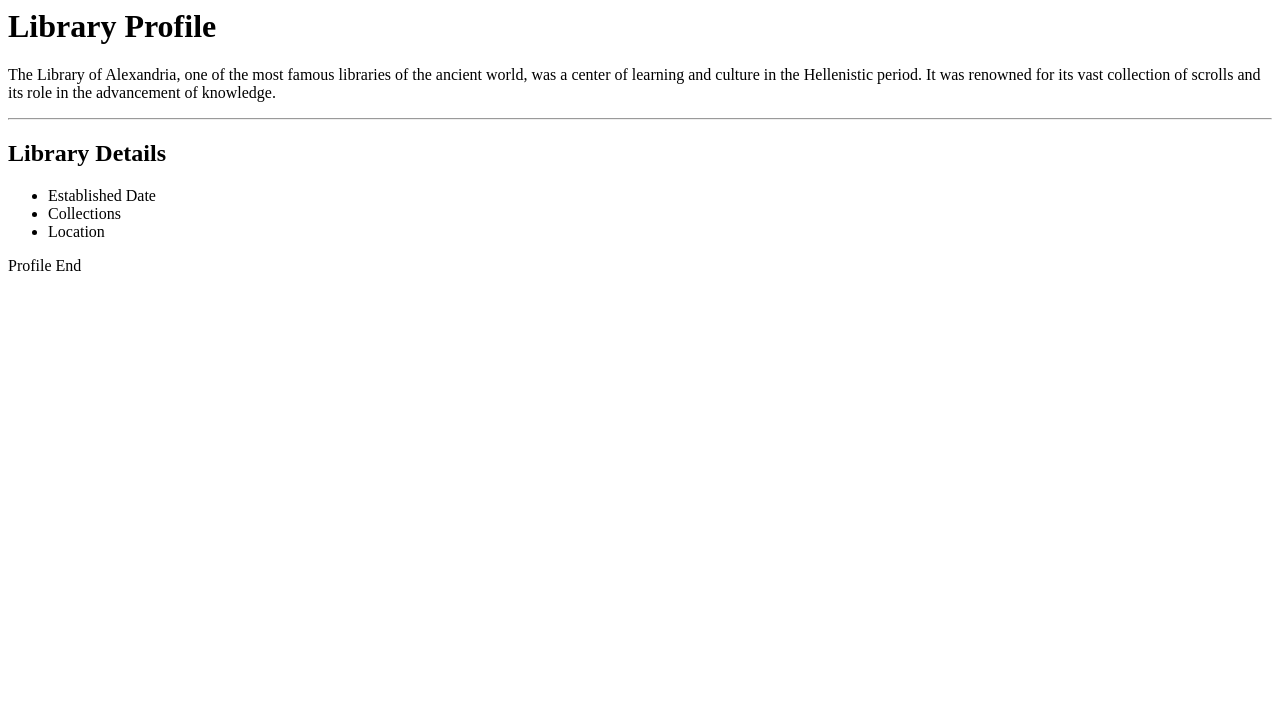 Library Profile
The Library of Alexandria, one of the most famous libraries of the ancient world, was a center of learning and culture in the Hellenistic period. It was renowned for its vast collection of scrolls and
its role in the advancement of knowledge.
Library Details
Established Date
Collections
Location
Profile End